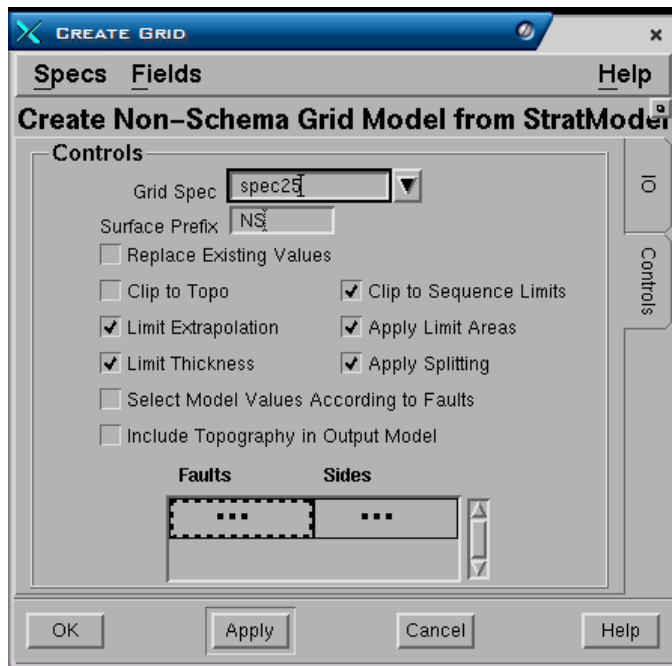 CREATE GRID
Specs Fields Help
Create Non-Schema Grid Model from StratModel
Controls
Grid Spec spec25
Surface Prefix NS
Replace Existing Values
Clip to Topo Clip to Sequence Limits
Limit Extrapolation Apply Limit Areas
Limit Thickness Apply Splitting
Select Model Values According to Faults
Include Topography in Output Model
Faults Sides
... ...
IO
Controls
OK Apply Cancel Help